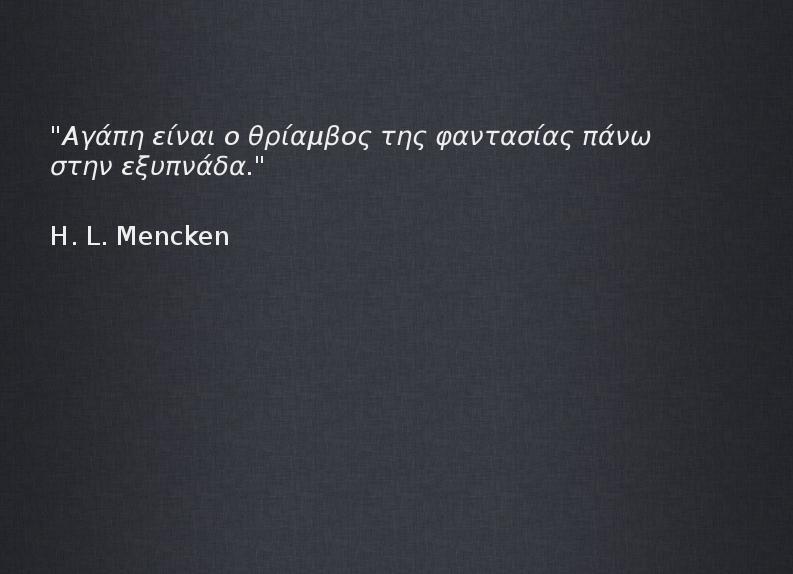 "Αγάπη είναι ο θρίαμβος της φαντασίας πάνω
στην εξυπνάδα."
H. L. Mencken